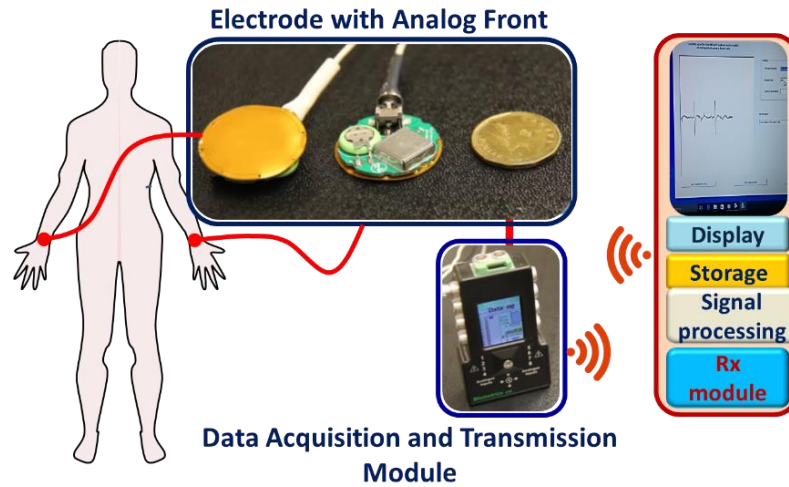 Electrode with Analog Front
Display
Storage
Signal
processing
Rx
module
Data Acquisition and Transmission
Module